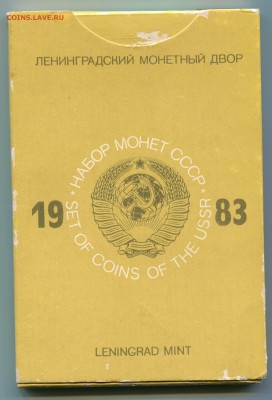 COINS.LAVE.RU
ЛЕНИНГРАДСКИЙ МОНЕТНЫЙ ДВОР
НАБОР МОНЕТ СССР
19 83
SET OF COINS OF THE USSR
LENINGRAD MINT